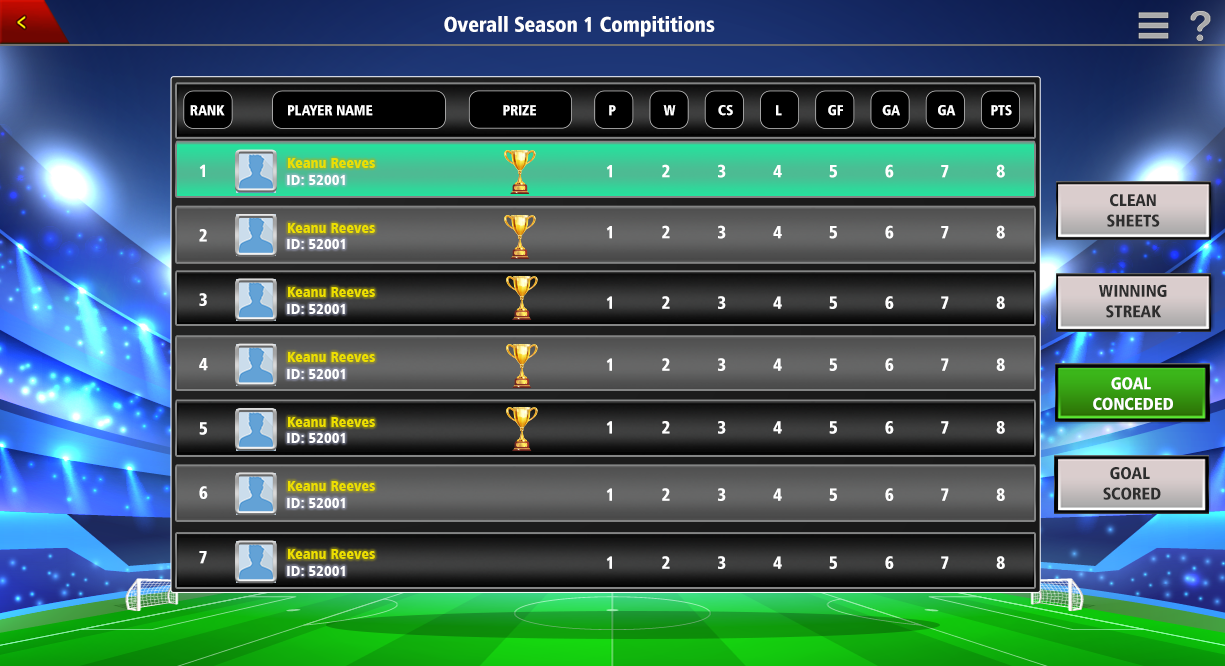 <
Overall Season 1 Compititions
?
RANK PLAYER NAME PRIZE P W CS L GF GA GA PTS
1 Keanu Reeves 1 2 3 4 5 6 7 8
ID: 52001
2 Keanu Reeves 1 2 3 4 5 6 7 8
ID: 52001
3 Keanu Reeves 1 2 3 4 5 6 7 8
ID: 52001
4 Keanu Reeves 1 2 3 4 5 6 7 8
ID: 52001
5 Keanu Reeves 1 2 3 4 5 6 7 8
ID: 52001
6 Keanu Reeves 1 2 3 4 5 6 7 8
ID: 52001
7 Keanu Reeves 1 2 3 4 5 6 7 8
ID: 52001
CLEAN
SHEETS
WINNING
STREAK
GOAL
CONCEDED
GOAL
SCORED